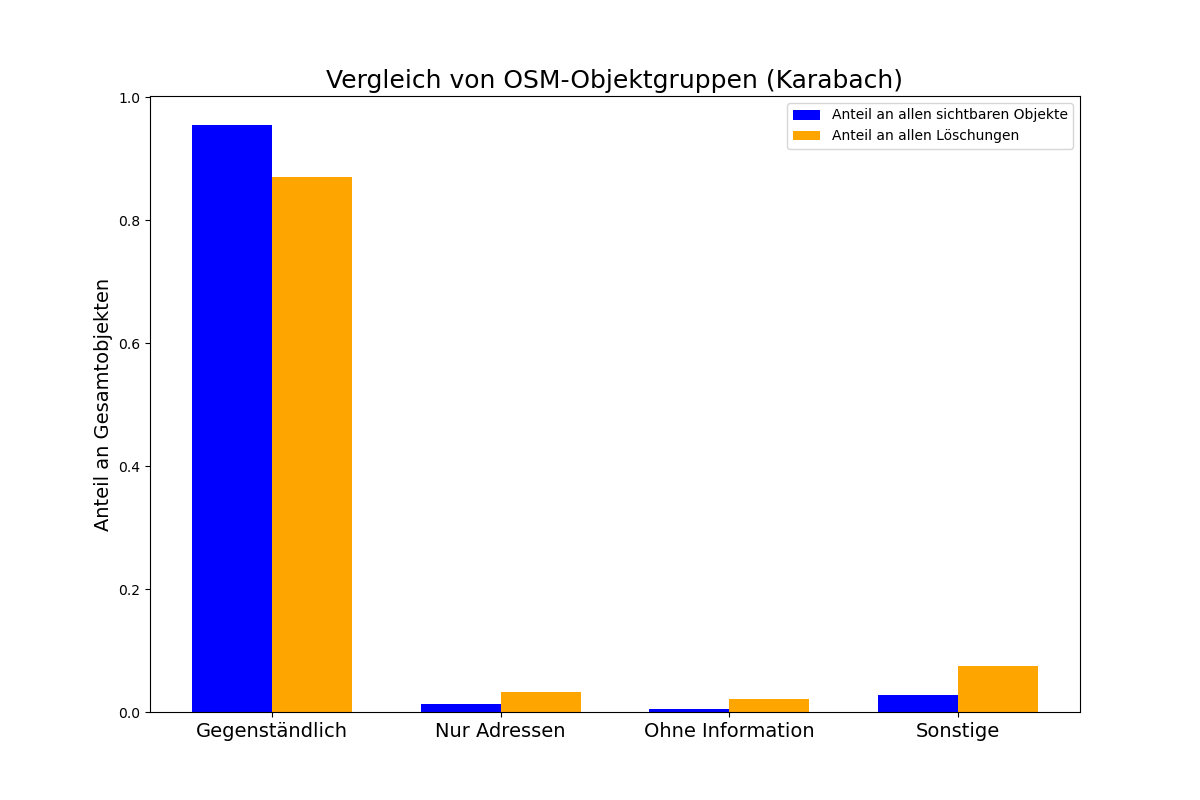 Vergleich von OSM-Objektgruppen (Karabach)
Anteil an allen sichtbaren Objekte
Anteil an allen Löschungen
Anteil an Gesamtobjekten
1.0
0.8
0.6
0.4
0.2
0.0
Gegenständlich
Nur Adressen
Ohne Information
Sonstige